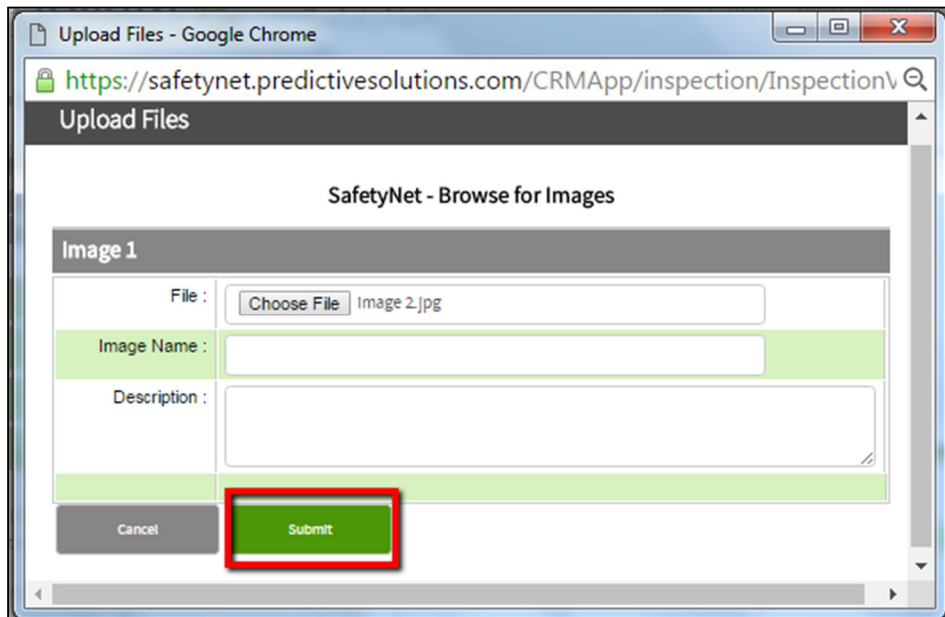 Upload Files - Google Chrome
https://safetynet.predictivesolutions.com/CRMApp/inspection/InspectionV
Upload Files
SafetyNet - Browse for Images
Image 1
File :
Choose File Image 2.jpg
Image Name :
Description :
Cancel Submit